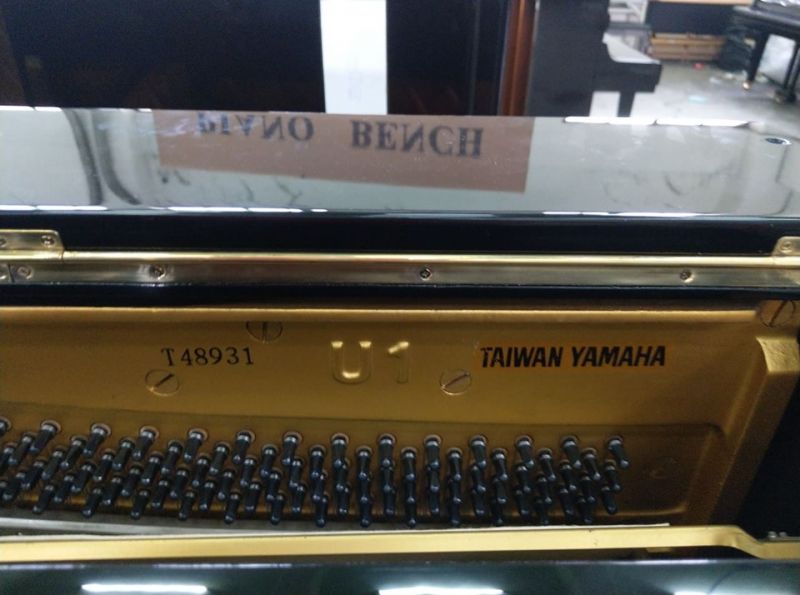 PIANO BENCH
T48931 U1 TAIWAN YAMAHA